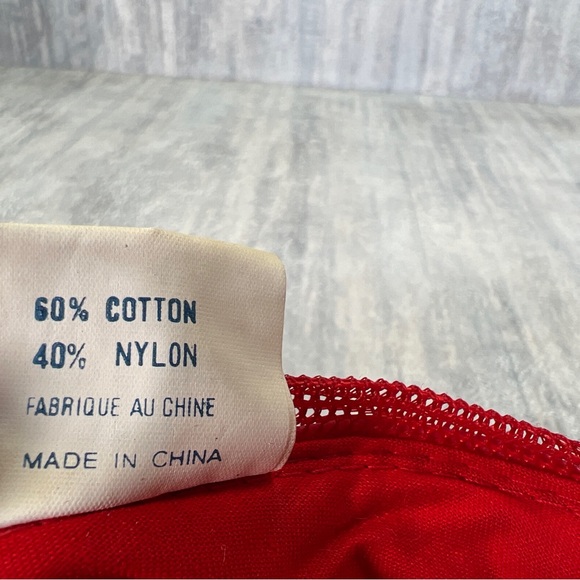 60% COTTON
40% NYLON
FABRIQUE AU CHINE
MADE IN CHINA